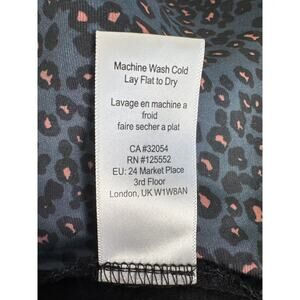 Machine Wash Cold
Lay Flat to Dry
Lavage en machine a
froid
faire secher a plat
CA #32054
RN #125552
EU: 24 Market Place
3rd Floor
London, UK W1W8AN